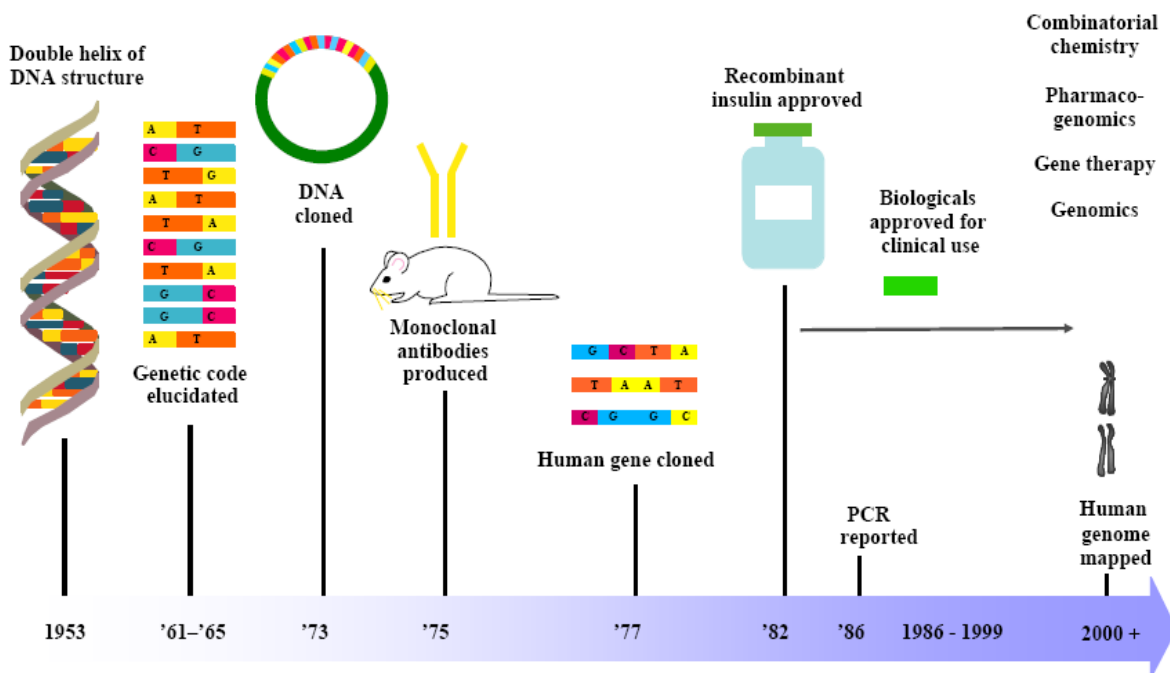 Double helix of
DNA structure
A T
C G
T G
A T
T A
C G
T A
G C
G C
A T
Genetic code
elucidated
DNA
cloned
Monoclonal
antibodies
produced
G C T A
T A A T
C G G C
Human gene cloned
Recombinant
insulin approved
PCR
reported
Biologicals
approved for
clinical use
Combinatorial
chemistry
Pharmaco-
genomics
Gene therapy
Genomics
Human
genome
mapped
1953 ’61–’65 ’73 ’75 ’77 ’82 ’86 1986 - 1999 2000 +